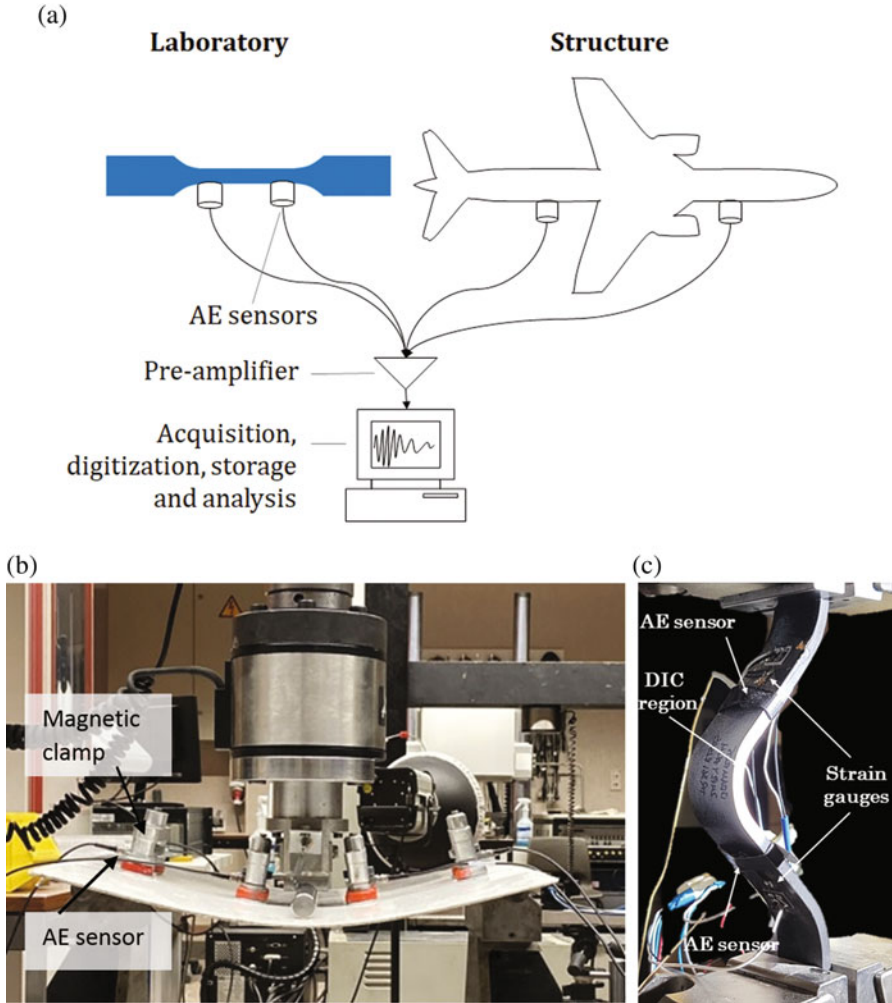 (a)
Laboratory
Structure
AE sensors
Pre-amplifier
Acquisition,
digitization, storage
and analysis
(b)
Magnetic
clamp
AE sensor
(c)
AE sensor
DIC
region
Strain
gauges
AE sensor